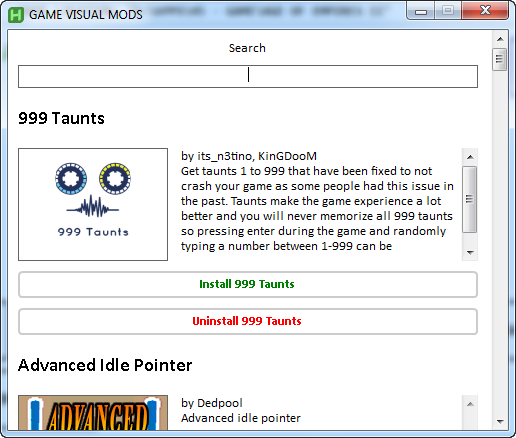 GAME VISUAL MODS
Search
999 Taunts
999 Taunts
by its_n3tino, KinGDooM
Get taunts 1 to 999 that have been fixed to not
crash your game as some people had this issue in
the past. Taunts make the game experience a lot
better and you will never memorize all 999 taunts
so pressing enter during the game and randomly
typing a number between 1-999 can be
Install 999 Taunts
Uninstall 999 Taunts
Advanced Idle Pointer
ADVANCED
by Dedpool
Advanced idle pointer